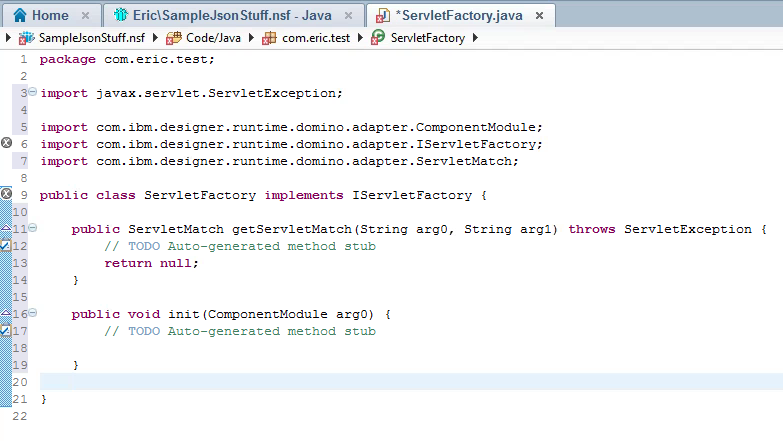 Home Eric\SampleJsonStuff.nsf - Java *ServletFactory.java
SampleJsonStuff.nsf Code/Java com.eric.test ServletFactory
1 package com.eric.test;
2
3 import javax.servlet.ServletException;
4
5 import com.ibm.designer.runtime.domino.adapter.ComponentModule;
6 import com.ibm.designer.runtime.domino.adapter.IServletFactory;
7 import com.ibm.designer.runtime.domino.adapter.ServletMatch;
8
9 public class ServletFactory implements IServletFactory {
10
11 public ServletMatch getServletMatch(String arg0, String arg1) throws ServletException {
12 // TODO Auto-generated method stub
13 return null;
14 }
15
16 public void init(ComponentModule arg0) {
17 // TODO Auto-generated method stub
18
19 }
20
21 }
22